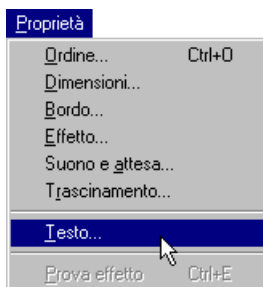 Proprietà
Ordine... Ctrl+O
Dimensioni...
Bordo...
Effetto...
Suono e attesa...
Trascinamento...
Testo...
Prova effetto Ctrl+E